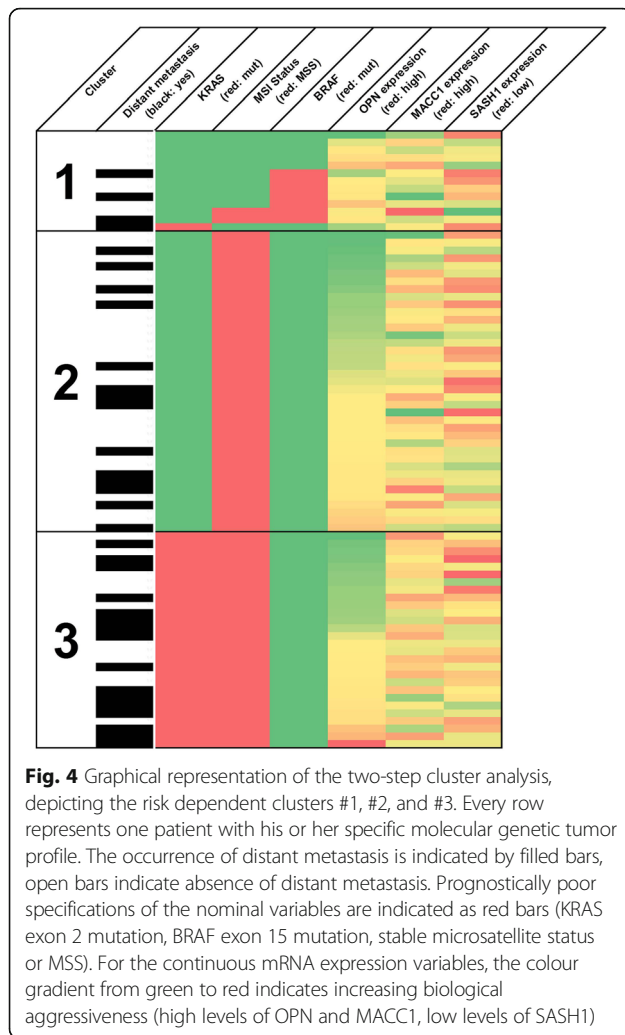 Cluster
Distant metastasis
(black: yes)
KRAS
(red: mut)
MSI Status
(red: MSS)
BRAF
(red: mut)
OPN expression
(red: high)
MACC1 expression
(red: high)
SASH1 expression
(red: low)
1
2
3
Fig. 4 Graphical representation of the two-step cluster analysis,
depicting the risk dependent clusters #1, #2, and #3. Every row
represents one patient with his or her specific molecular genetic tumor
profile. The occurrence of distant metastasis is indicated by filled bars,
open bars indicate absence of distant metastasis. Prognostically poor
specifications of the nominal variables are indicated as red bars (KRAS
exon 2 mutation, BRAF exon 15 mutation, stable microsatellite status
or MSS). For the continuous mRNA expression variables, the colour
gradient from green to red indicates increasing biological
aggressiveness (high levels of OPN and MACC1, low levels of SASH1)